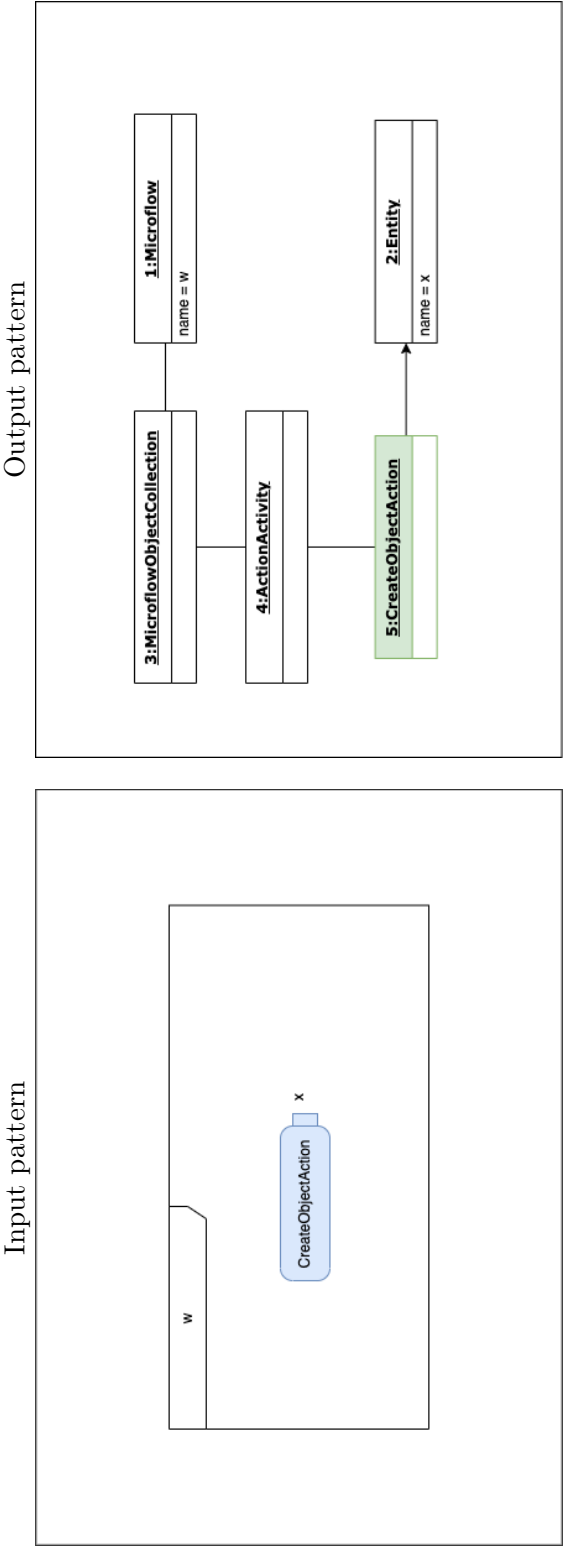 Input pattern
w
CreateObjectAction
x
Output pattern
3:MicroflowObjectCollection
1:Microflow
name = w
4:ActionActivity
5:CreateObjectAction
2:Entity
name = x